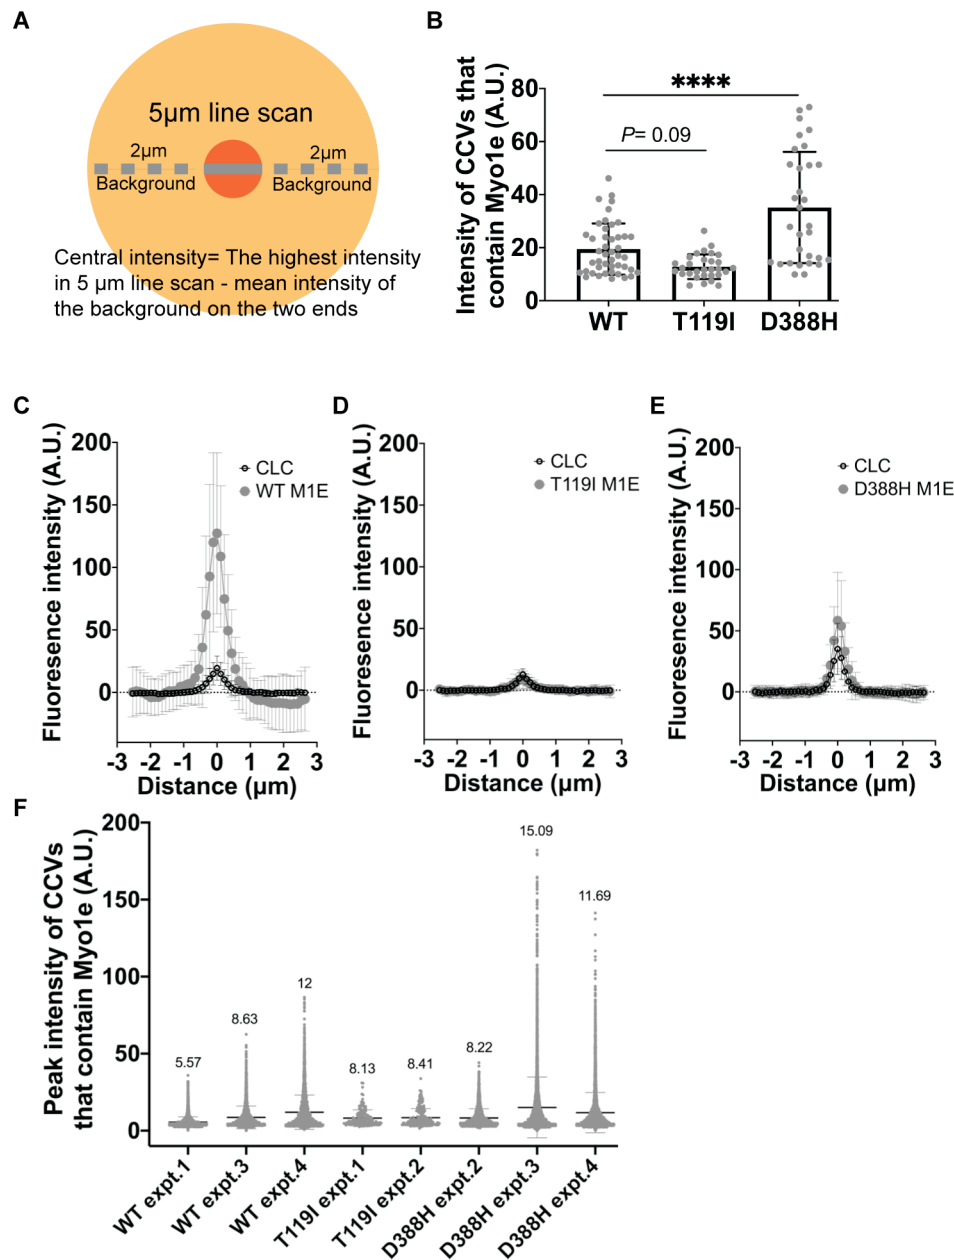 A
5µm line scan
2µm
2µm
Background
Background
Central intensity= The highest intensity
in 5 µm line scan - mean intensity of
the background on the two ends
B
Intensity of CCVs that
contain Myo1e (A.U.)
80
60
40
20
0
****
P= 0.09
WT
T119I
D388H
C
Fluoresence intensity (A.U.)
200
150
100
50
0
CLC
WT M1E
-3 -2 -1 0 1 2 3
Distance (µm)
D
Fluoresence intensity (A.U.)
200
150
100
50
0
CLC
T119I M1E
-3 -2 -1 0 1 2 3
Distance (µm)
E
Fluoresence intensity (A.U.)
200
150
100
50
0
CLC
D388H M1E
-3 -2 -1 0 1 2 3
Distance (µm)
F
Peak intensity of CCVs
that contain Myo1e (A.U.)
200
150
100
50
0
5.57
8.63
12
8.13
8.41
8.22
15.09
11.69
WT expt.1
WT expt.3
WT expt.4
T119I expt.1
T119I expt.2
D388H expt.2
D388H expt.3
D388H expt.4